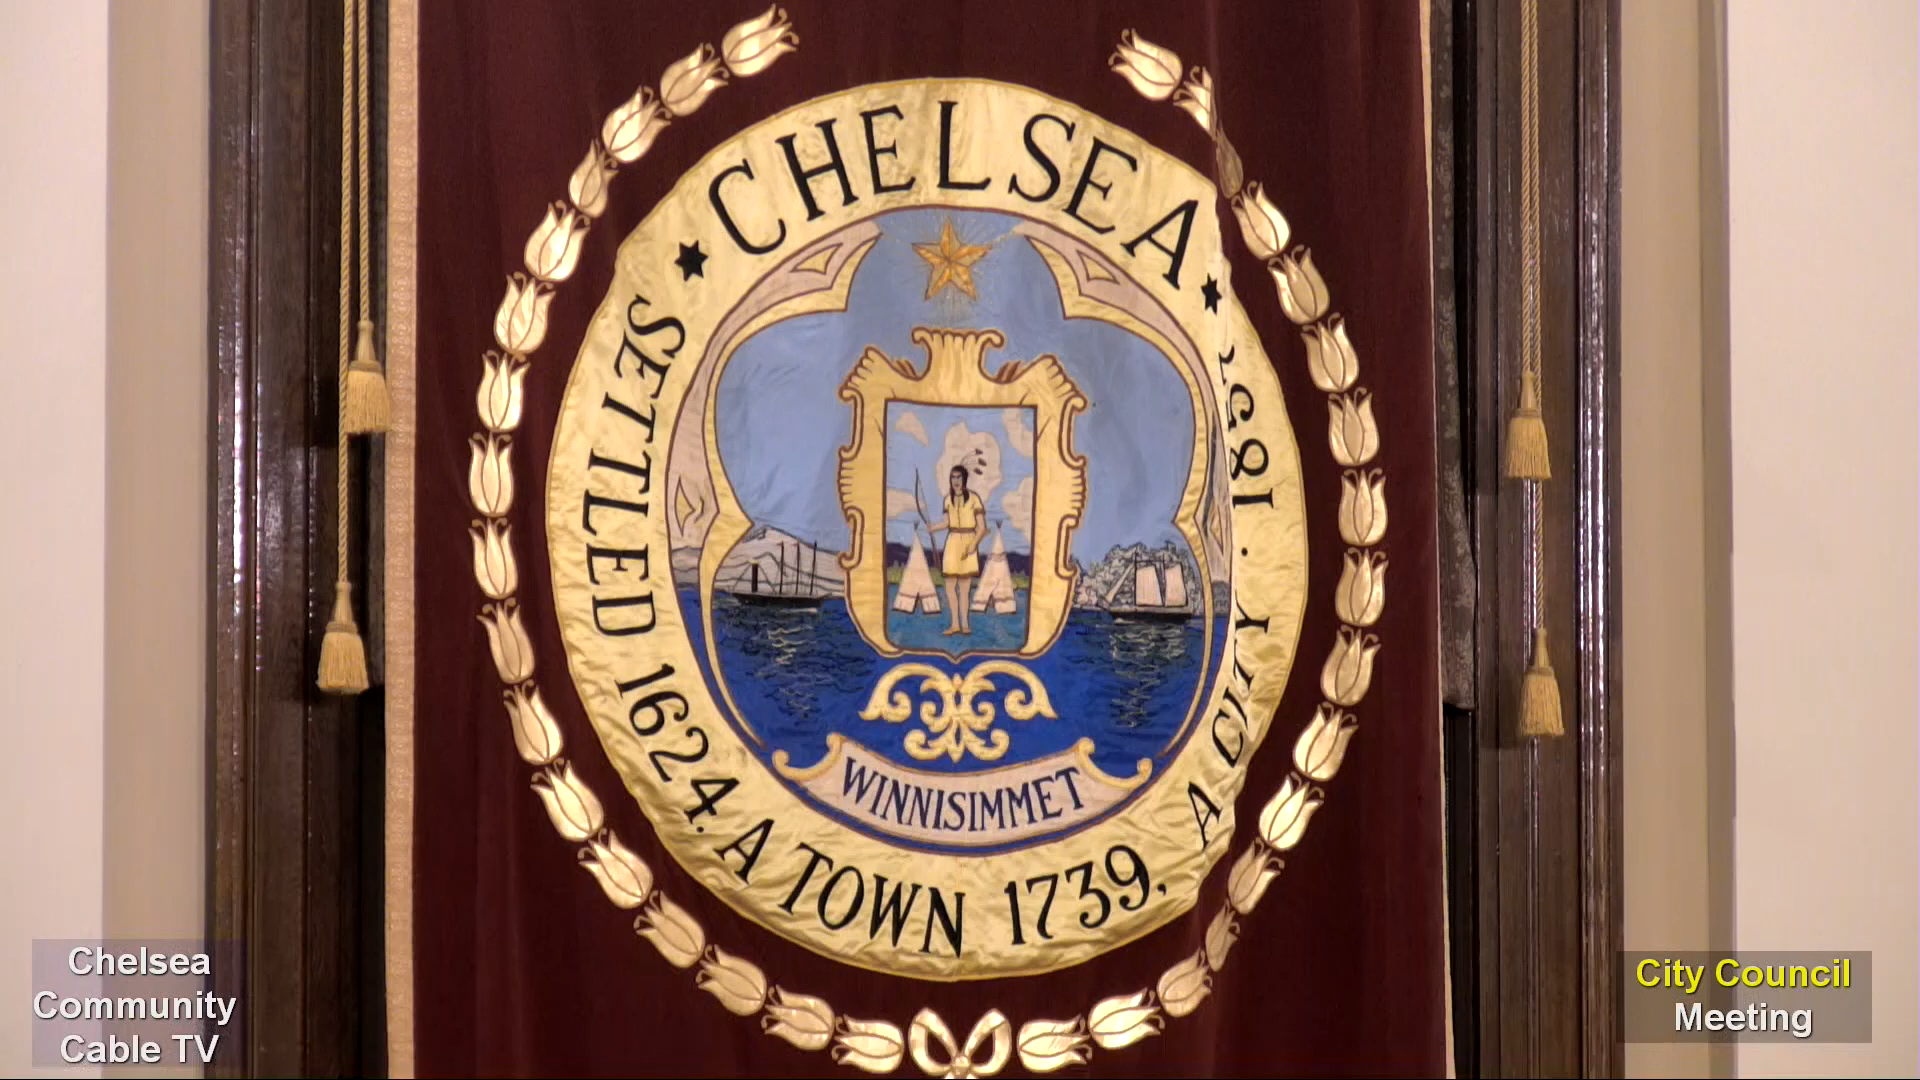 CHELSEA
SETTLED 1624. A TOWN 1739, A CITY. 1857
WINNISIMMET
Chelsea
Community
Cable TV
City Council
Meeting